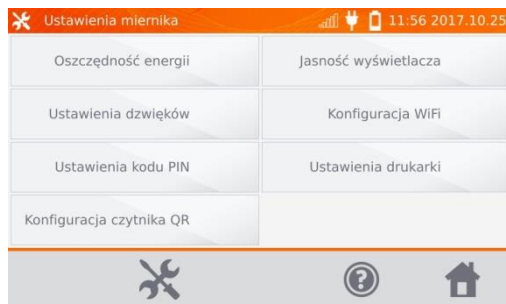 Ustawienia miernika 11:56 2017.10.25
Oszczędność energii Jasność wyświetlacza
Ustawienia dzwięków Konfiguracja WiFi
Ustawienia kodu PIN Ustawienia drukarki
Konfiguracja czytnika QR